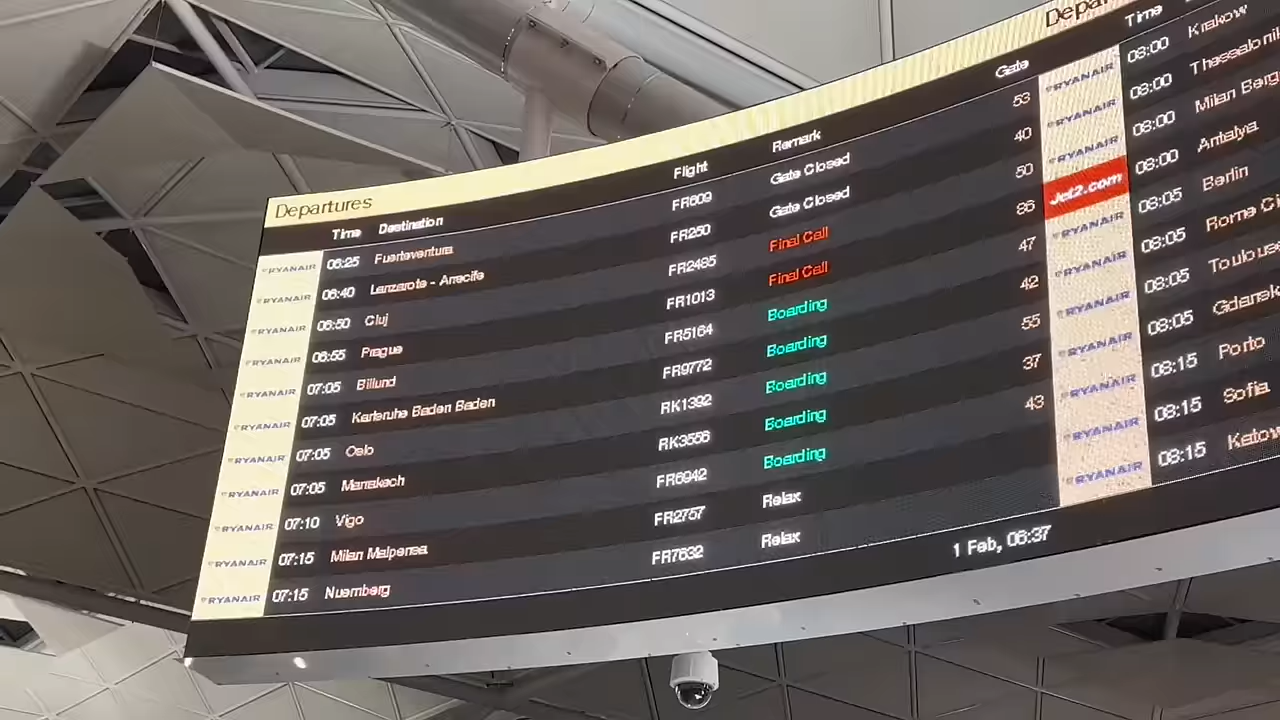 Departures
Time Destination Flight Remark Gate
RYANAIR 06:25 Fuerteventura FR609 Gate Closed 53
RYANAIR 06:40 Lanzarote - Arrecife FR250 Gate Closed 40
RYANAIR 06:50 Cluj FR2485 Final Call 50
RYANAIR 06:55 Prague FR1013 Final Call 86
RYANAIR 07:05 Billund FR5164 Boarding 47
RYANAIR 07:05 Karlsruhe Baden Baden FR9772 Boarding 42
RYANAIR 07:05 Oslo RK1392 Boarding 55
RYANAIR 07:05 Marrakech RK3556 Boarding 37
RYANAIR 07:10 Vigo FR6942 Boarding 43
RYANAIR 07:15 Milan Malpensa FR2757 Relax
RYANAIR 07:15 Nuernberg FR7632 Relax
Depar
Time
RYANAIR 08:00 Krakow
RYANAIR 08:00 Thessalonik
RYANAIR 08:00 Milan Berg
Jet2.com 08:00 Antalya
RYANAIR 08:05 Berlin
RYANAIR 08:05 Rome Ci
RYANAIR 08:05 Toulouse
RYANAIR 08:05 Gdansk
RYANAIR 08:15 Porto
RYANAIR 08:15 Sofia
RYANAIR 08:15 Katow
1 Feb, 06:37